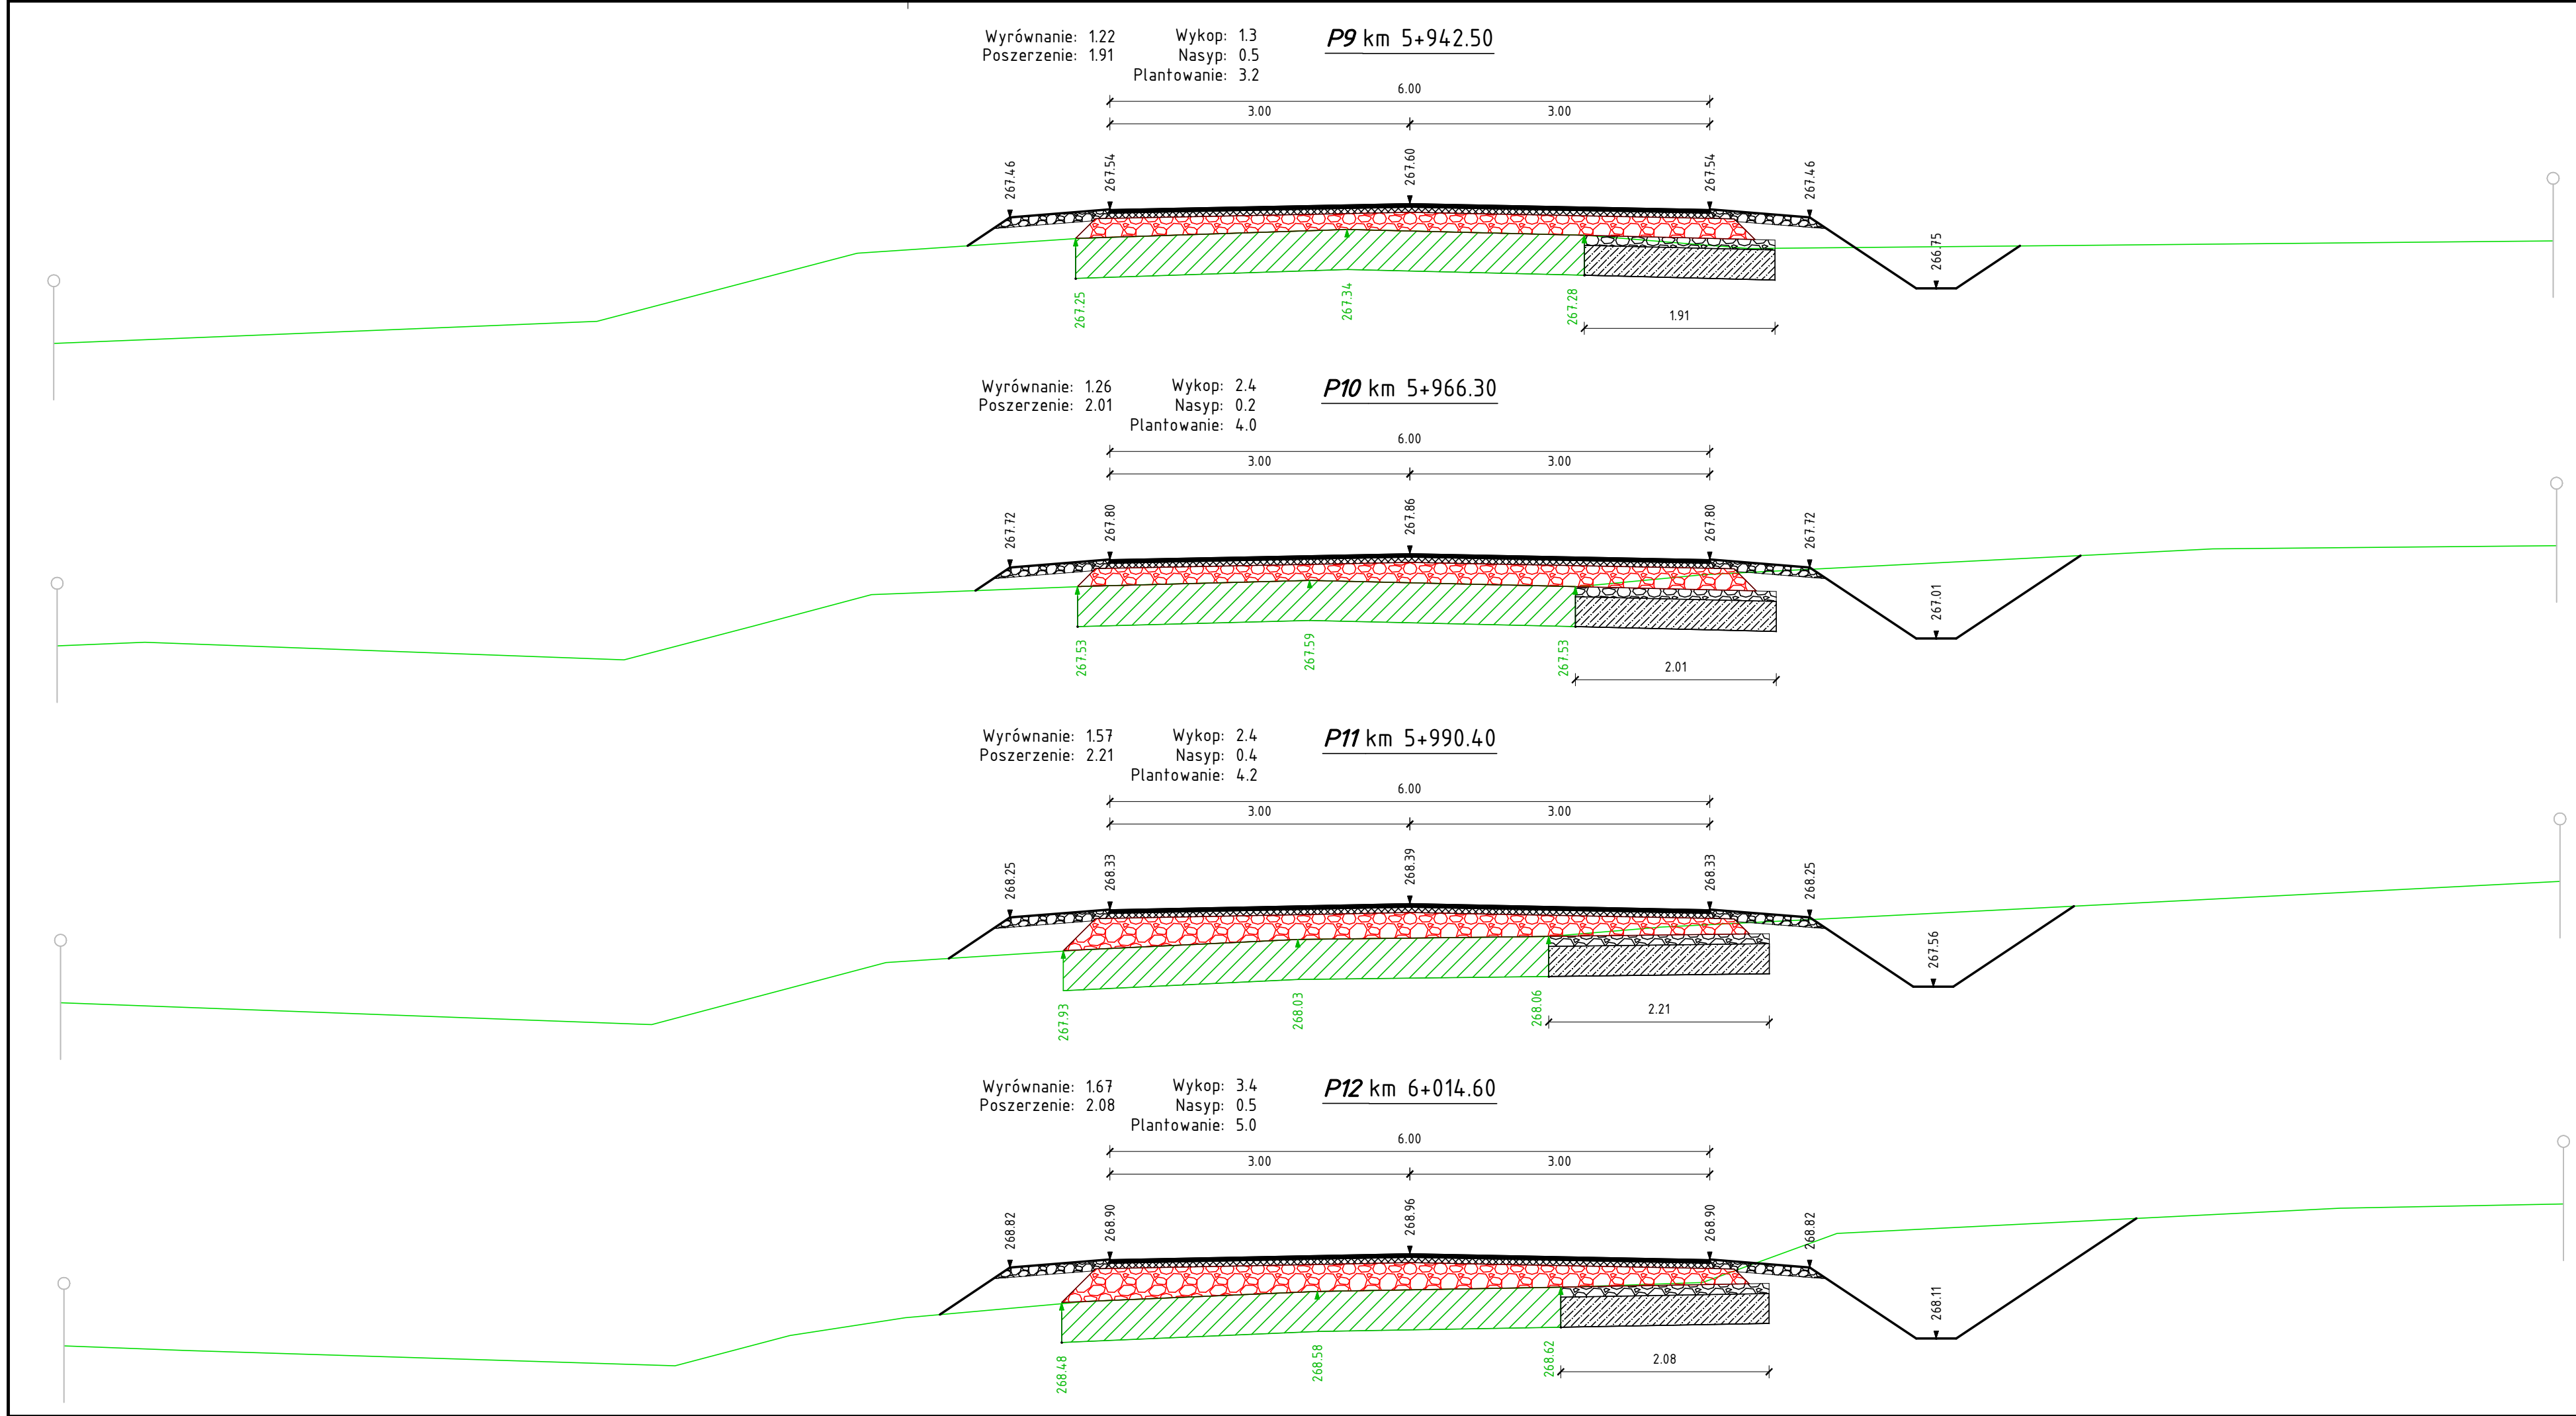 Wyrównanie: 1.22 Wykop: 1.3 P9 km 5+942.50
Poszerzenie: 1.91 Nasyp: 0.5
Plantowanie: 3.2
6.00
3.00 3.00
267.46 267.54 267.60 267.54 267.46
266.75
267.25 267.34 267.28
1.91
Wyrównanie: 1.26 Wykop: 2.4 P10 km 5+966.30
Poszerzenie: 2.01 Nasyp: 0.2
Plantowanie: 4.0
6.00
3.00 3.00
267.72 267.80 267.86 267.80 267.72
267.01
267.53 267.59 267.53
2.01
Wyrównanie: 1.57 Wykop: 2.4 P11 km 5+990.40
Poszerzenie: 2.21 Nasyp: 0.4
Plantowanie: 4.2
6.00
3.00 3.00
268.25 268.33 268.39 268.33 268.25
267.56
267.93 268.03 268.06
2.21
Wyrównanie: 1.67 Wykop: 3.4 P12 km 6+014.60
Poszerzenie: 2.08 Nasyp: 0.5
Plantowanie: 5.0
6.00
3.00 3.00
268.82 268.90 268.96 268.90 268.82
268.11
268.48 268.58 268.62
2.08